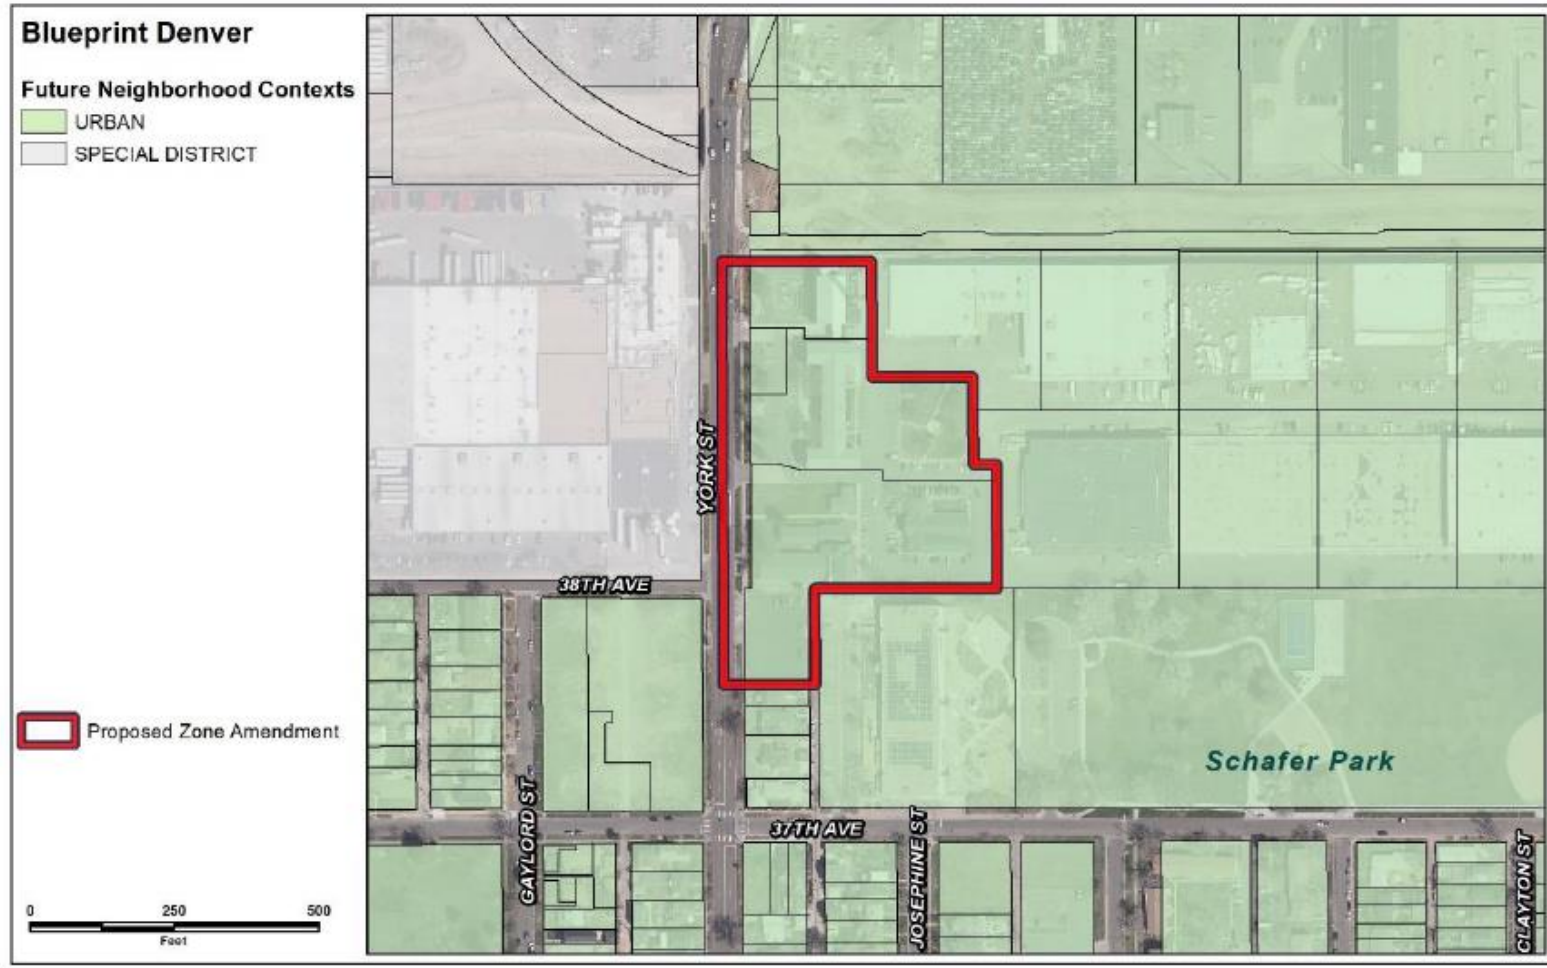 Blueprint Denver
Future Neighborhood Contexts
URBAN
SPECIAL DISTRICT
YORK ST
38TH AVE
Proposed Zone Amendment
Schafer Park
GAYLORD ST
37TH AVE
JOSEPHINE ST
CLAYTON ST
0 250 500
Feet